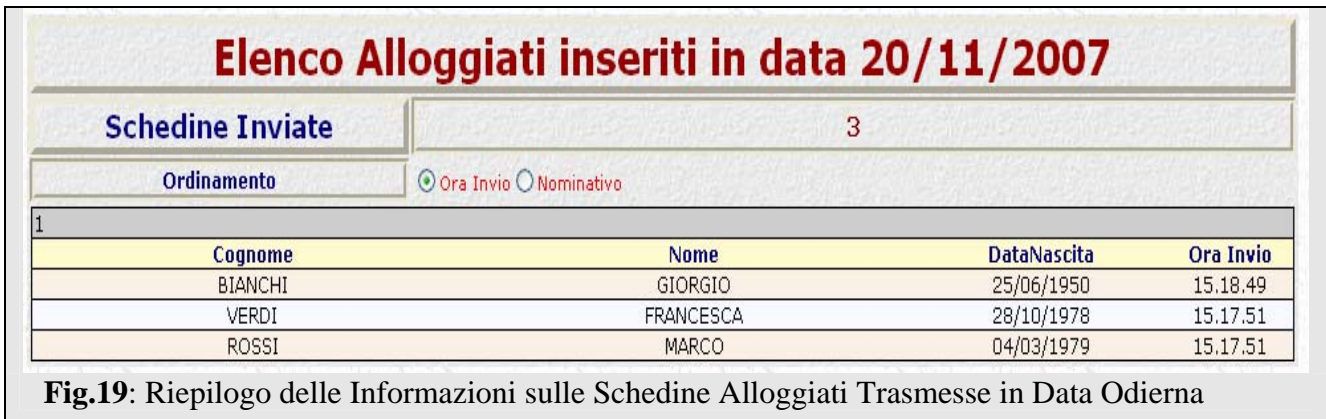 Elenco Alloggiati inseriti in data 20/11/2007
Schedine Inviate 3
Ordinamento Ora Invio Nominativo
1
Cognome Nome DataNascita Ora Invio
BIANCHI GIORGIO 25/06/1950 15.18.49
VERDI FRANCESCA 28/10/1978 15.17.51
ROSSI MARCO 04/03/1979 15.17.51
Fig.19: Riepilogo delle Informazioni sulle Schedine Alloggiati Trasmesse in Data Odierna